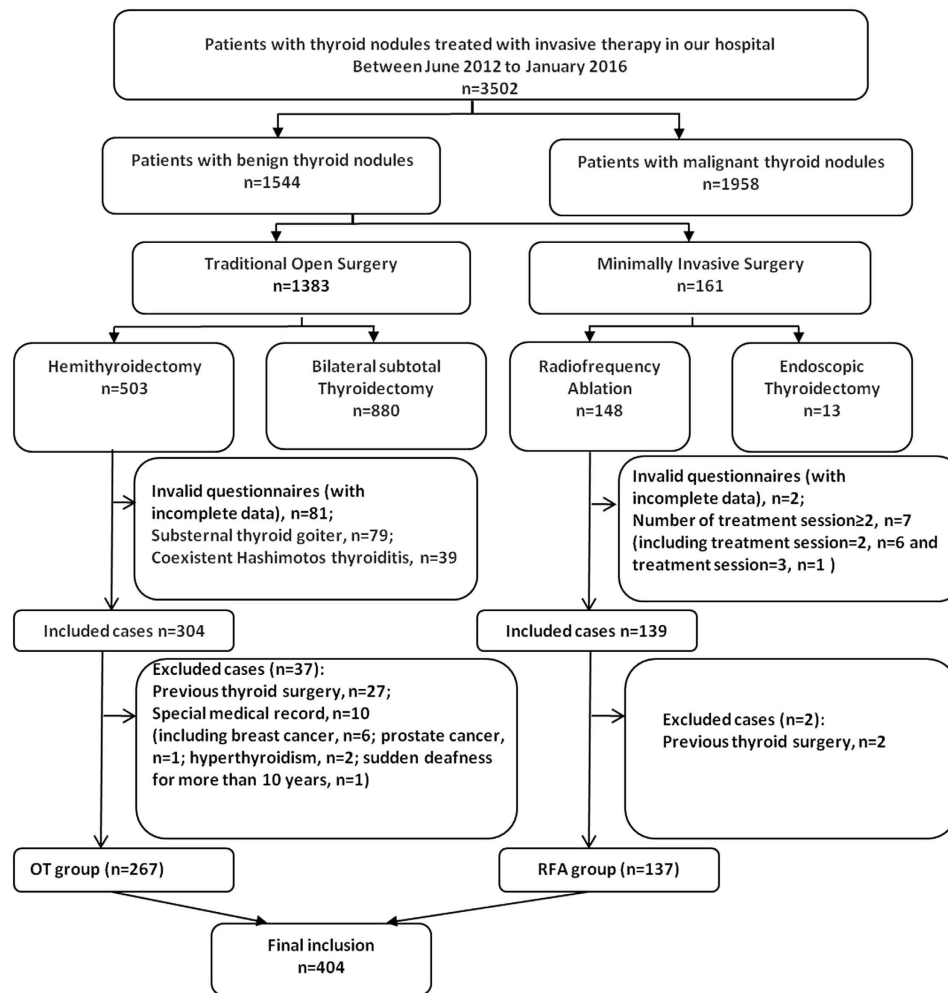 Patients with thyroid nodules treated with invasive therapy in our hospital
Between June 2012 to January 2016
n=3502
Patients with benign thyroid nodules
n=1544
Patients with malignant thyroid nodules
n=1958
Traditional Open Surgery
n=1383
Minimally Invasive Surgery
n=161
Hemithyroidectomy
n=503
Bilateral subtotal
Thyroidectomy
n=880
Radiofrequency
Ablation
n=148
Endoscopic
Thyroidectomy
n=13
Invalid questionnaires (with
incomplete data), n=81;
Substernal thyroid goiter, n=79;
Coexistent Hashimotos thyroiditis, n=39
Invalid questionnaires (with
incomplete data), n=2;
Number of treatment session≥2, n=7
(including treatment session=2, n=6 and
treatment session=3, n=1 )
Included cases n=304
Included cases n=139
Excluded cases (n=37):
Previous thyroid surgery, n=27;
Special medical record, n=10
(including breast cancer, n=6; prostate cancer,
n=1; hyperthyroidism, n=2; sudden deafness
for more than 10 years, n=1)
Excluded cases (n=2):
Previous thyroid surgery, n=2
OT group (n=267)
RFA group (n=137)
Final inclusion
n=404